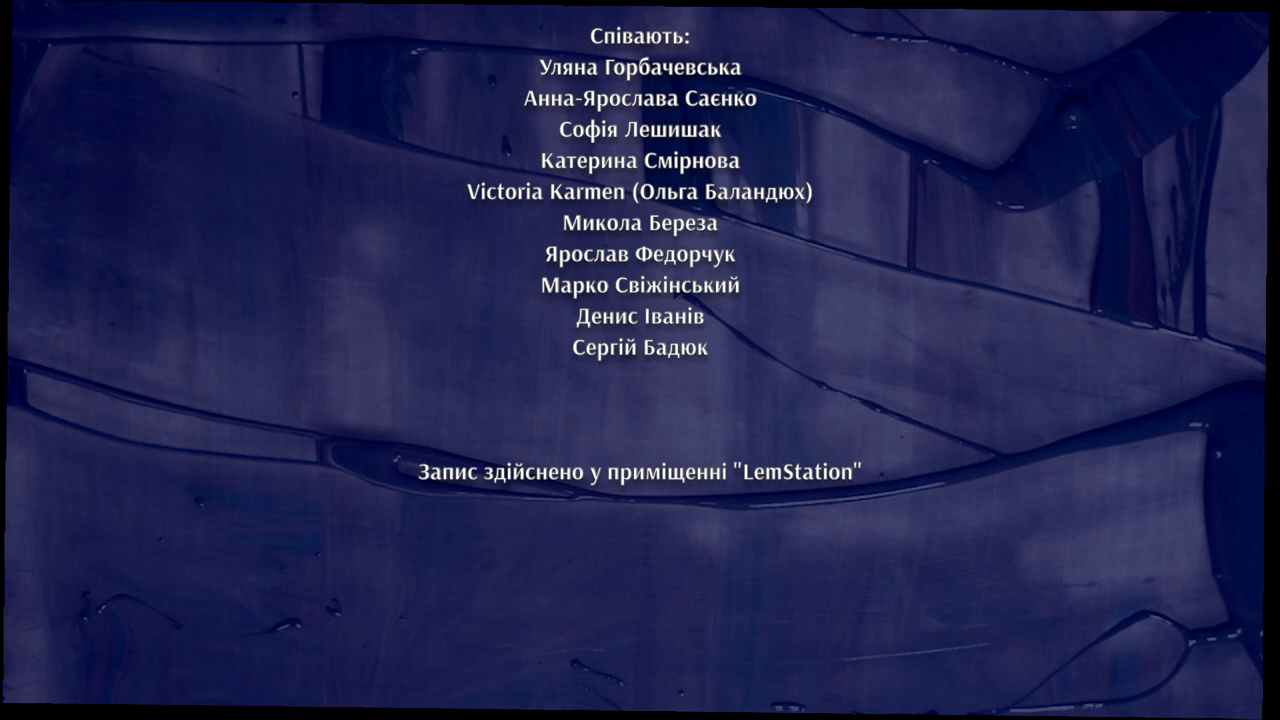 Співають:
Уляна Горбачевська
Анна-Ярослава Саєнко
Софія Лешишак
Катерина Смірнова
Victoria Karmen (Ольга Баландюх)
Микола Береза
Ярослав Федорчук
Марко Свіжінський
Денис Іванів
Сергій Бадюк
Запис здійснено у приміщенні "LemStation"